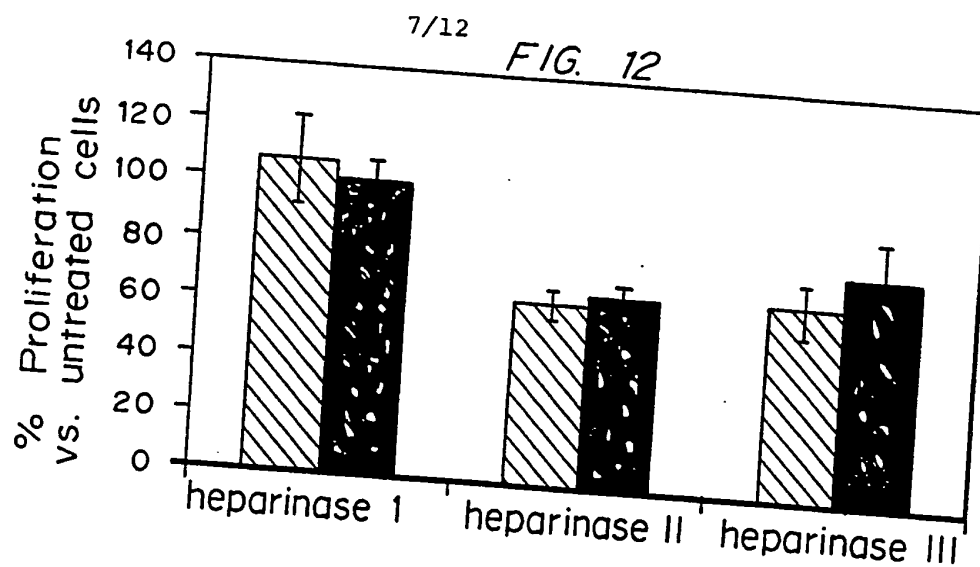 7/12
FIG. 12
% Proliferation
vs. untreated cells
140
120
100
80
60
40
20
0
heparinase 1
heparinase II
heparinase III